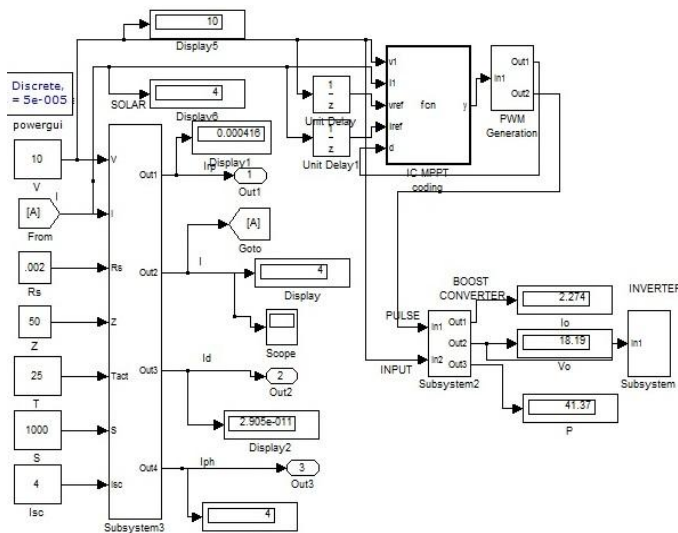 10
Display5
Discrete,
= 5e-005 s
powergui
SOLAR
4
Display6
0.000416
Display1
1
z
Unit Delay
1
z
Unit Delay1
v1
I1
vref
Iref
d
fcn
y
IC MPPT
coding
In1
Out1
Out2
PWM
Generation
10
V
I
[A]
From
.002
Rs
50
Z
25
T
1000
S
4
Isc
V
I
Rs
Z
Tact
S
Isc
Out1
Out2
Out3
Out4
Subsystem3
Irp
1
Out1
[A]
Goto
I
4
Display
Scope
Id
2
Out2
2.905e-011
Display2
Iph
3
Out3
4
BOOST
CONVERTER
PULSE
INPUT
In1
In2
Out1
Out2
Out3
Subsystem2
2.274
Io
18.19
Vo
41.37
P
INVERTER
In1
Subsystem